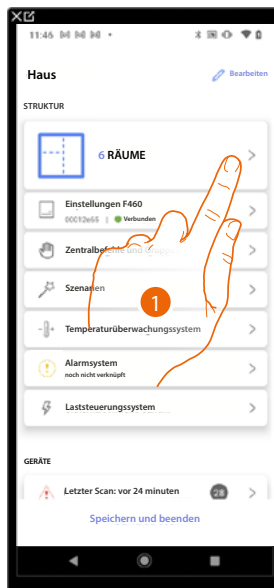 11:46
Haus
Bearbeiten
STRUKTUR
6 RÄUME
Einstellungen F460
00012e55 | Verbunden
Zentralbefehle und Gruppen
Szenarien
1
Temperaturüberwachungssystem
Alarmsystem
noch nicht verknüpft
Laststeuerungssystem
GERÄTE
Letzter Scan: vor 24 minuten
28
Speichern und beenden